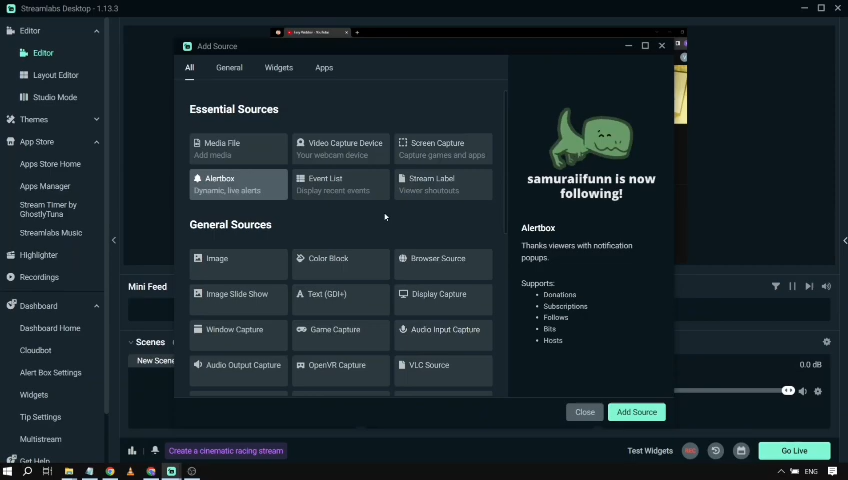 Streamlabs Desktop - 1.13.3
Editor
Editor
Layout Editor
Studio Mode
Themes
App Store
Apps Store Home
Apps Manager
Stream Timer by
GhostlyTuna
Streamlabs Music
Highlighter
Recordings
Dashboard
Dashboard Home
Cloudbot
Alert Box Settings
Widgets
Tip Settings
Multistream
Get Help
Add Source
All
General
Widgets
Apps
Essential Sources
Media File
Add media
Video Capture Device
Your webcam device
Screen Capture
Capture games and apps
Alertbox
Dynamic, live alerts
Event List
Display recent events
Stream Label
Viewer shoutouts
General Sources
Image
Color Block
Browser Source
Image Slide Show
Text (GDI+)
Display Capture
Window Capture
Game Capture
Audio Input Capture
Audio Output Capture
OpenVR Capture
VLC Source
samuraiifunn is now
following!
Alertbox
Thanks viewers with notification
popups.
Supports:
Donations
Subscriptions
Follows
Bits
Hosts
Close
Add Source
Mini Feed
Scenes
New Scene
0.0 dB
Create a cinematic racing stream
Test Widgets
REC
Go Live
ENG